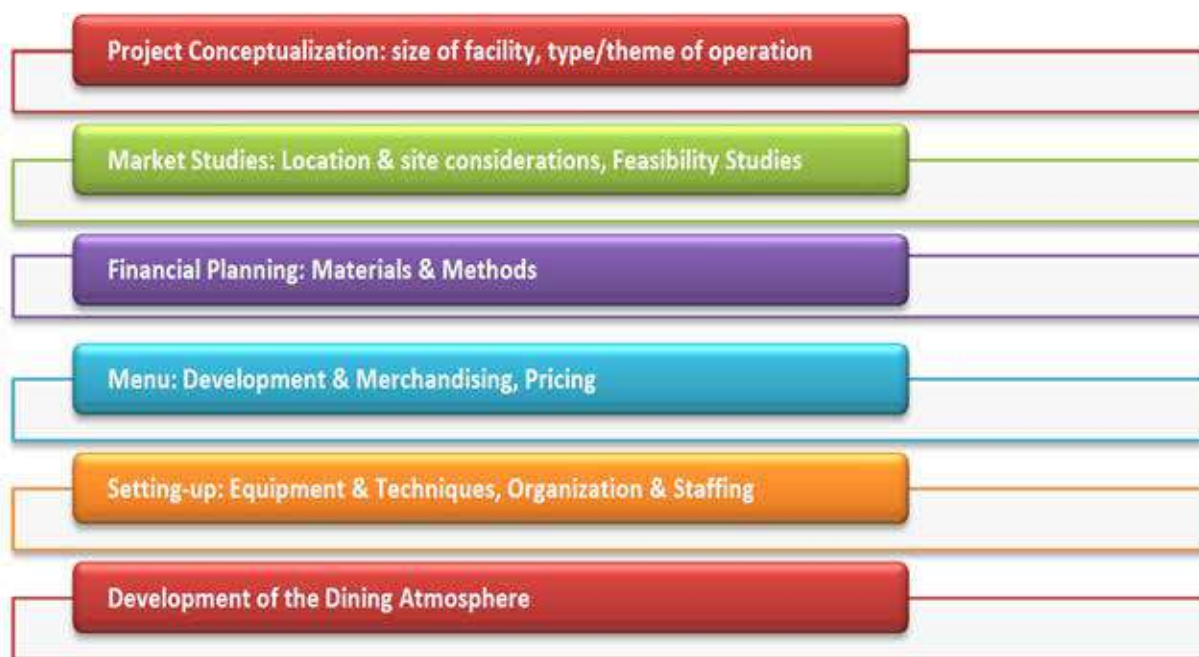 Project Conceptualization: size of facility, type/theme of operation
Market Studies: Location & site considerations, Feasibility Studies
Financial Planning: Materials & Methods
Menu: Development & Merchandising, Pricing
Setting-up: Equipment & Techniques, Organization & Staffing
Development of the Dining Atmosphere